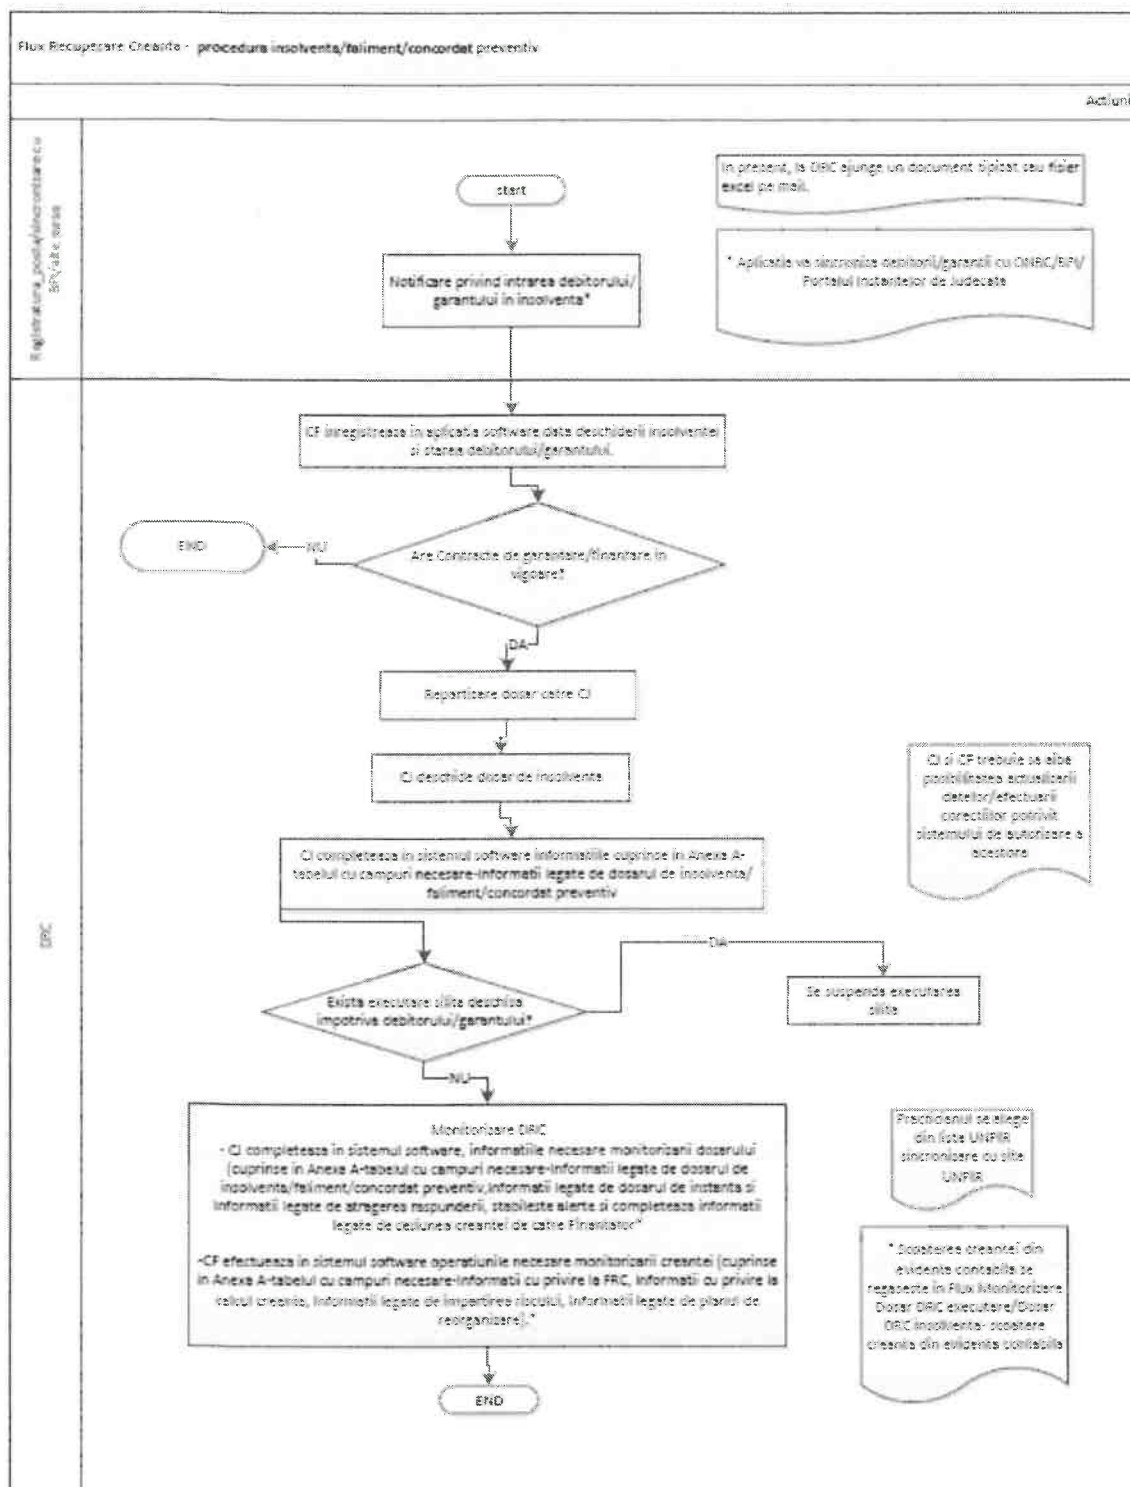 Flux Recuperare Creanta - procedura insolventa/faliment/concordat preventiv
Actiuni
Registratura_posta/sincronizare cu
BPI/alte surse
start
In prezent, la DRC ajunge un document tipizat sau fisier
excel pe mail.
* Aplicatia va sincroniza debitorii/garantii cu ONRC/BPI/
Portalul Instantelor de Judecata
Notificare privind intrarea debitorului/
garantului in insolventa*
DRC
CF inregistreaza in aplicatia software data deschiderii insolventei
si starea debitorului/garantului.
END
NU
Are Contracte de garantare/finantare in
vigoare?
DA
Repartizare dosar catre CJ
CJ deschide dosar de insolventa
CJ si CF trebuie sa aiba
posibilitatea actualizarii
datelor/efectuarii
corectiilor potrivit
sistemului de autorizare a
acestora
CJ completeaza in sistemul software informatiile cuprinse in Anexa A-
tabelul cu campuri necesare-Informatii legate de dosarul de insolventa/
faliment/concordat preventiv
DA
Exista executare silita deschisa
impotriva debitorului/garantului?
Se suspenda executarea
silita
NU
Monitorizare DRC
- CJ completeaza in sistemul software, informatiile necesare monitorizarii dosarului
(cuprinse in Anexa A-tabelul cu campuri necesare-Informatii legate de dosarul de
insolventa/faliment/concordat preventiv,Informatii legate de dosarul de instanta si
Informatii legate de atragerea raspunderii, stabileste alerte si completeaza informatii
legate de cesiunea creantei de catre Finantator*
-CF efectueaza in sistemul software operatiunile necesare monitorizarii creantei (cuprinse
in Anexa A-tabelul cu campuri necesare-Informatii cu privire la FRC, Informatii cu privire la
calcul creanta, Informatii legate de impartirea riscului, Informatii legate de planul de
reorganizare).*
Practicianul se alege
din lista UNPIR
sincronizare cu site
UNPIR
* Scoaterea creantei din
evidenta contabila se
regaseste in Flux Monitorizare
Dosar DRC executare/Dosar
DRC insolventa- scoatere
creanta din evidenta contabila
END